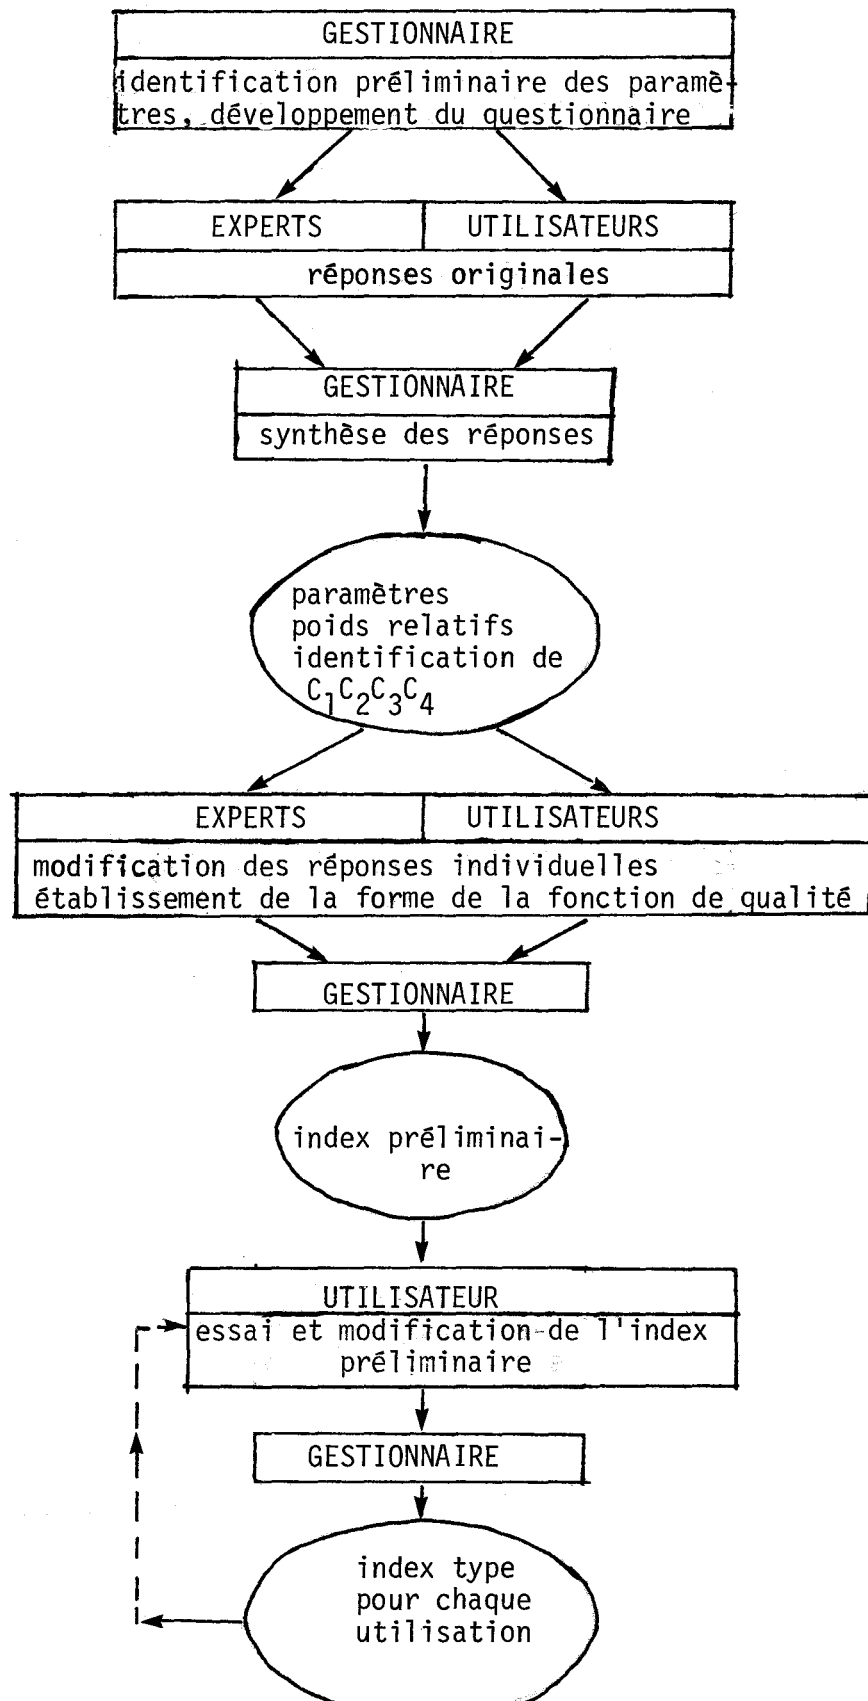 GESTIONNAIRE
identification préliminaire des paramè-
tres, développement du questionnaire
EXPERTS UTILISATEURS
réponses originales
GESTIONNAIRE
synthèse des réponses
paramètres
poids relatifs
identification de
C1C2C3C4
EXPERTS UTILISATEURS
modification des réponses individuelles
établissement de la forme de la fonction de qualité
GESTIONNAIRE
index préliminai-
re
UTILISATEUR
essai et modification de l'index
préliminaire
GESTIONNAIRE
index type
pour chaque
utilisation